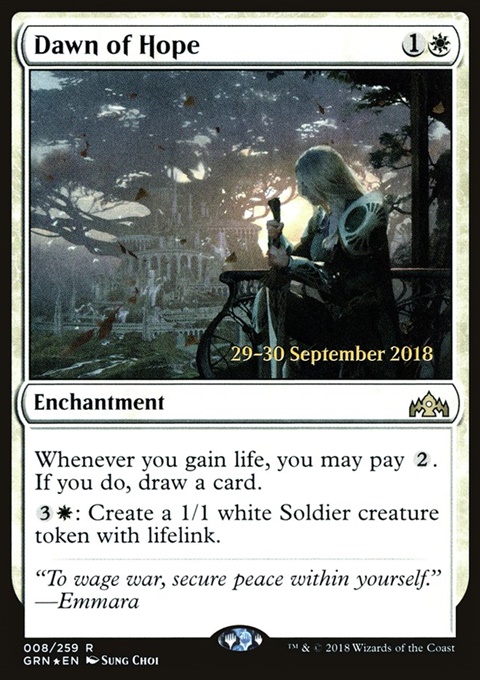 Dawn of Hope 1
29–30 September 2018
Enchantment
Whenever you gain life, you may pay 2.
If you do, draw a card.
3: Create a 1/1 white Soldier creature
token with lifelink.
“To wage war, secure peace within yourself.”
—Emmara
008/259 R
GRN★EN Sung Choi
™ & © 2018 Wizards of the Coast